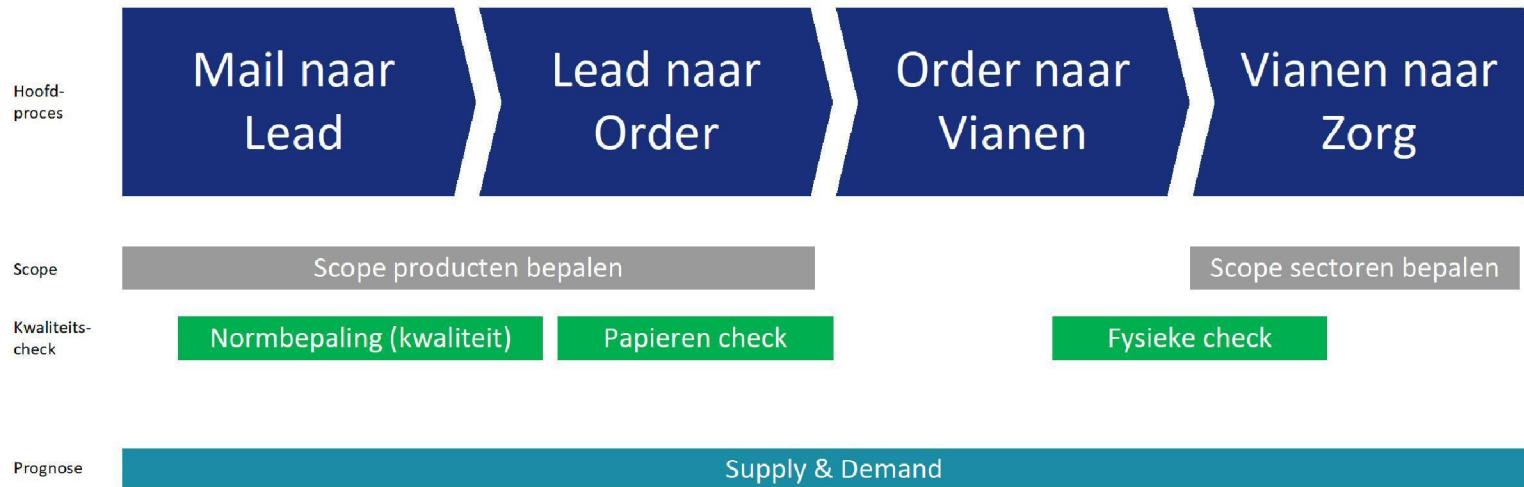 Hoofd-
proces
Mail naar
Lead
Lead naar
Order
Order naar
Vianen
Vianen naar
Zorg
Scope
Scope producten bepalen
Scope sectoren bepalen
Kwaliteits-
check
Normbepaling (kwaliteit)
Papieren check
Fysieke check
Prognose
Supply & Demand